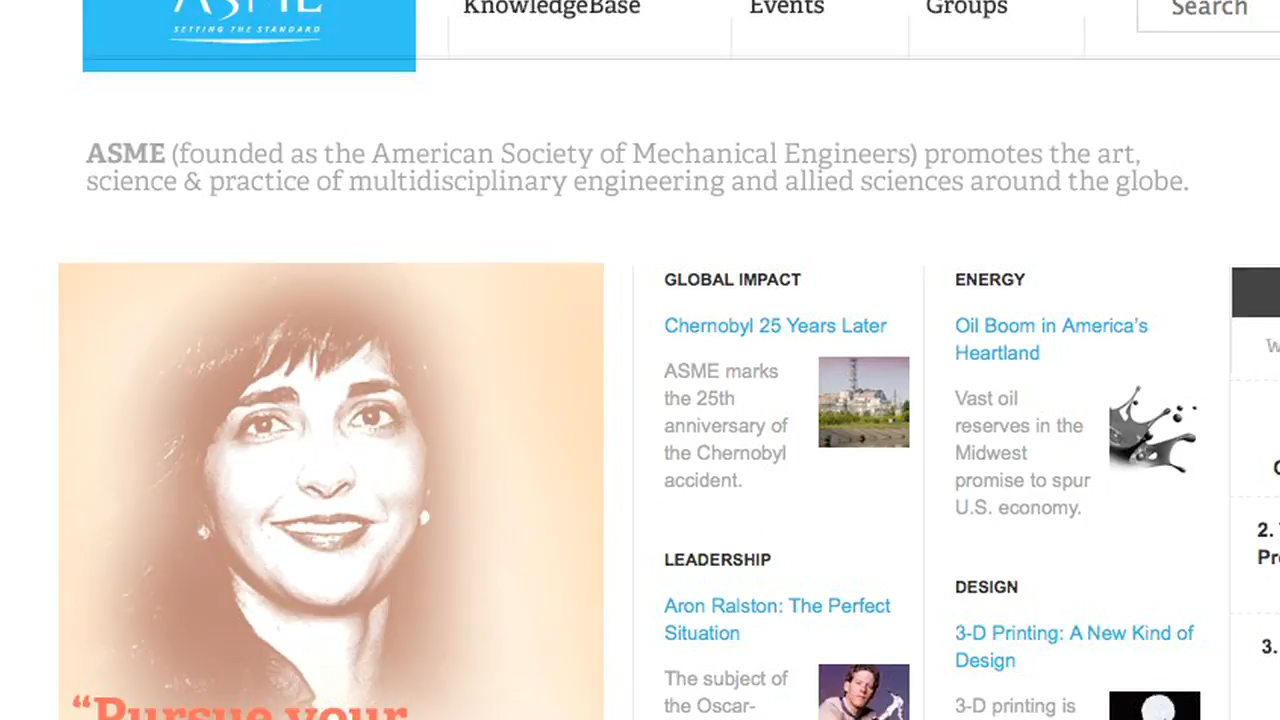 ASME
SETTING THE STANDARD
KnowledgeBase
Events
Groups
Search
ASME (founded as the American Society of Mechanical Engineers) promotes the art,
science & practice of multidisciplinary engineering and allied sciences around the globe.
“Pursue your
GLOBAL IMPACT
Chernobyl 25 Years Later
ASME marks
the 25th
anniversary of
the Chernobyl
accident.
LEADERSHIP
Aron Ralston: The Perfect
Situation
The subject of
the Oscar-
ENERGY
Oil Boom in America’s
Heartland
Vast oil
reserves in the
Midwest
promise to spur
U.S. economy.
DESIGN
3-D Printing: A New Kind of
Design
3-D printing is
2.
3.